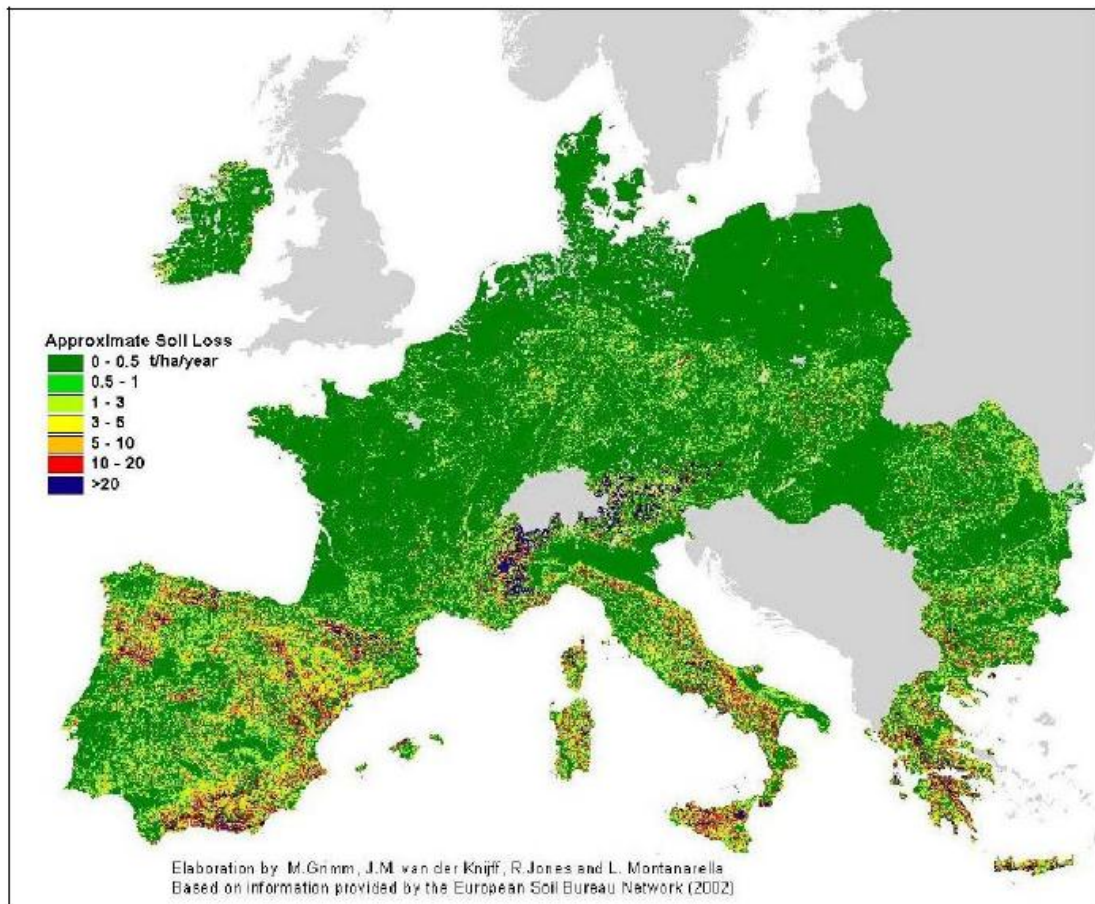 Approximate Soil Loss
0 - 0.5 t/ha/year
0.5 - 1
1 - 3
3 - 5
5 - 10
10 - 20
>20
Elaboration by M.Grimm, J.M. van der Knijff, R.Jones and L. Montanarella
Based on information provided by the European Soil Bureau Network (2002)